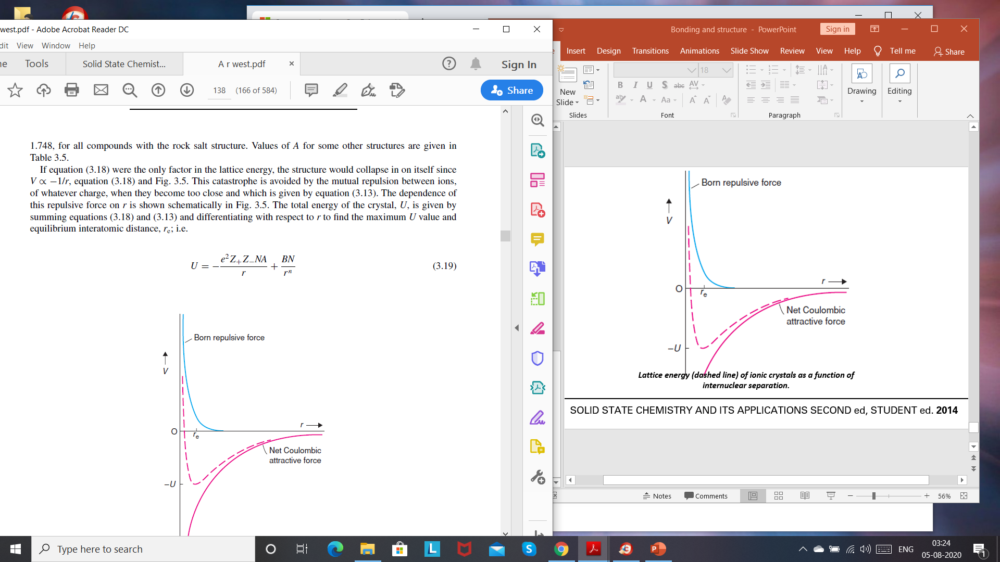 west.pdf - Adobe Acrobat Reader DC
dit View Window Help
ne Tools Solid State Chemist... A r west.pdf × Sign In
138 (166 of 584) Share
1.748, for all compounds with the rock salt structure. Values of A for some other structures are given in
Table 3.5.
If equation (3.18) were the only factor in the lattice energy, the structure would collapse in on itself since
V ∝ −1/r, equation (3.18) and Fig. 3.5. This catastrophe is avoided by the mutual repulsion between ions,
of whatever charge, when they become too close and which is given by equation (3.13). The dependence of
this repulsive force on r is shown schematically in Fig. 3.5. The total energy of the crystal, U, is given by
summing equations (3.18) and (3.13) and differentiating with respect to r to find the maximum U value and
equilibrium interatomic distance, rₑ; i.e.
U = −e²Z₊Z₋NA/r + BN/rⁿ (3.19)
Born repulsive force
V
r
O
rₑ
Net Coulombic
attractive force
−U
Bonding and structure - PowerPoint Sign in
Insert Design Transitions Animations Slide Show Review View Help Tell me Share
18
B I U S abc AV
New
Slide
Aa A A
Drawing
Editing
Slides Font Paragraph
Born repulsive force
V
r
O
rₑ
Net Coulombic
attractive force
−U
Lattice energy (dashed line) of ionic crystals as a function of
internuclear separation.
SOLID STATE CHEMISTRY AND ITS APPLICATIONS SECOND ed, STUDENT ed. 2014
Notes Comments 56%
Type here to search
ENG
03:24
05-08-2020
1